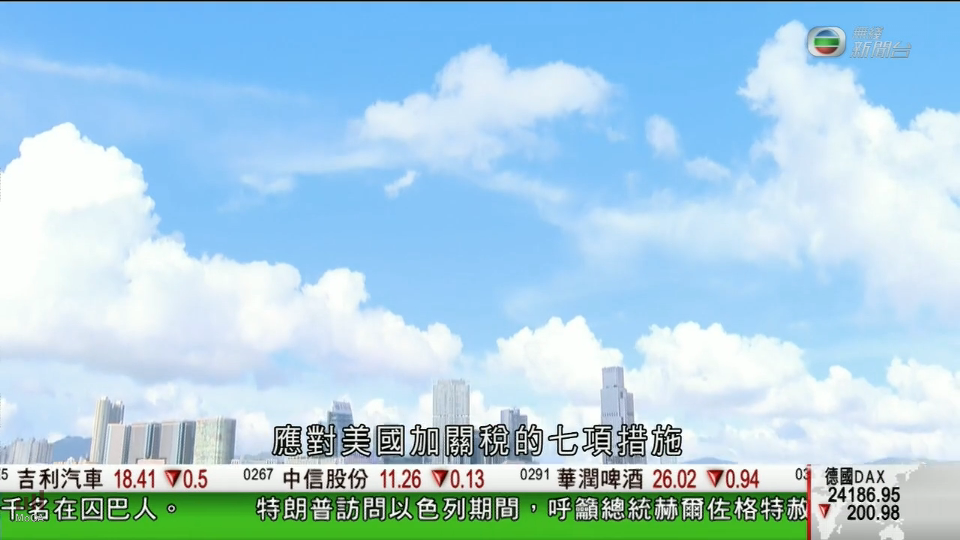 無綫
新聞台
應對美國加關稅的七項措施
5 吉利汽車 18.41 ▼0.5 0267 中信股份 11.26 ▼0.13 0291 華潤啤酒 26.02 ▼0.94 03
千名在囚巴人。 特朗普訪問以色列期間，呼籲總統赫爾佐格特赦
德國DAX
24186.95
▼ 200.98